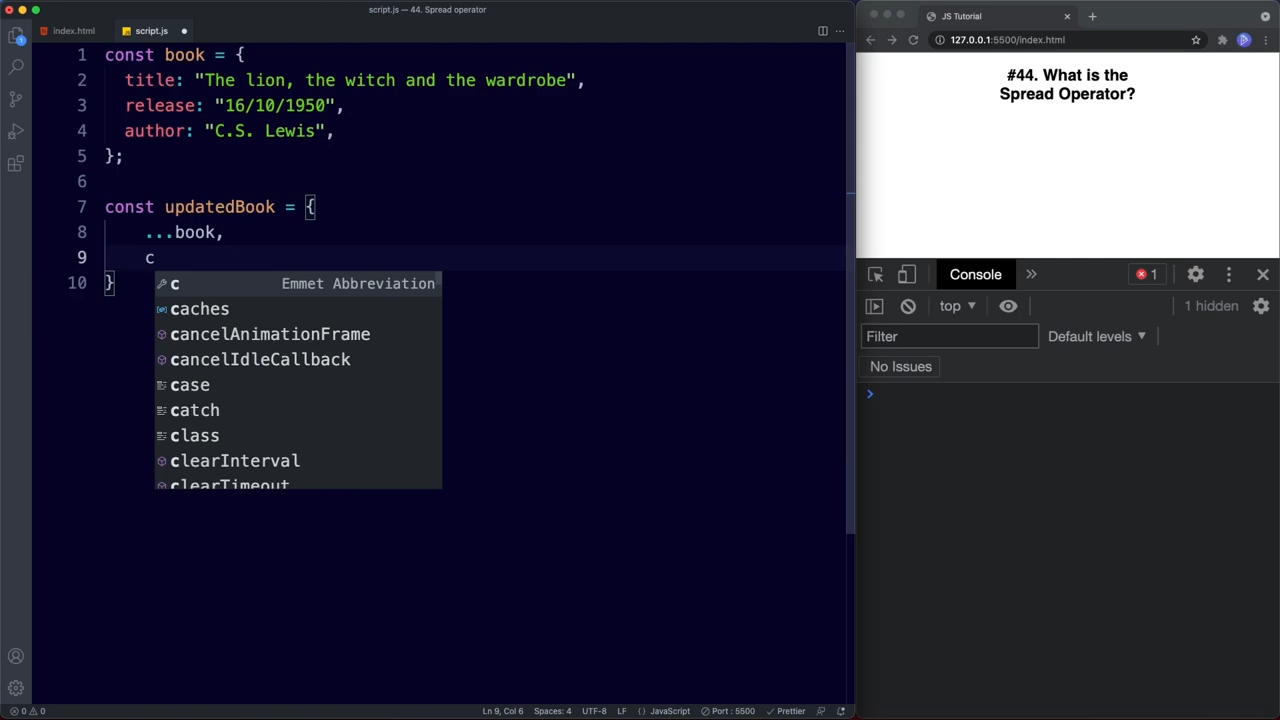 script.js — 44. Spread operator
index.html
script.js
1 const book = {
2 title: "The lion, the witch and the wardrobe",
3 release: "16/10/1950",
4 author: "C.S. Lewis",
5 };
6
7 const updatedBook = {
8 ...book,
9 c
10 }
c Emmet Abbreviation
caches
cancelAnimationFrame
cancelIdleCallback
case
catch
class
clearInterval
clearTimeout
1
0 0
Ln 9, Col 6 Spaces: 4 UTF-8 LF {} JavaScript Port : 5500 Prettier
JS Tutorial
127.0.0.1:5500/index.html
#44. What is the
Spread Operator?
Console » 1
top 1 hidden
Filter Default levels
No Issues